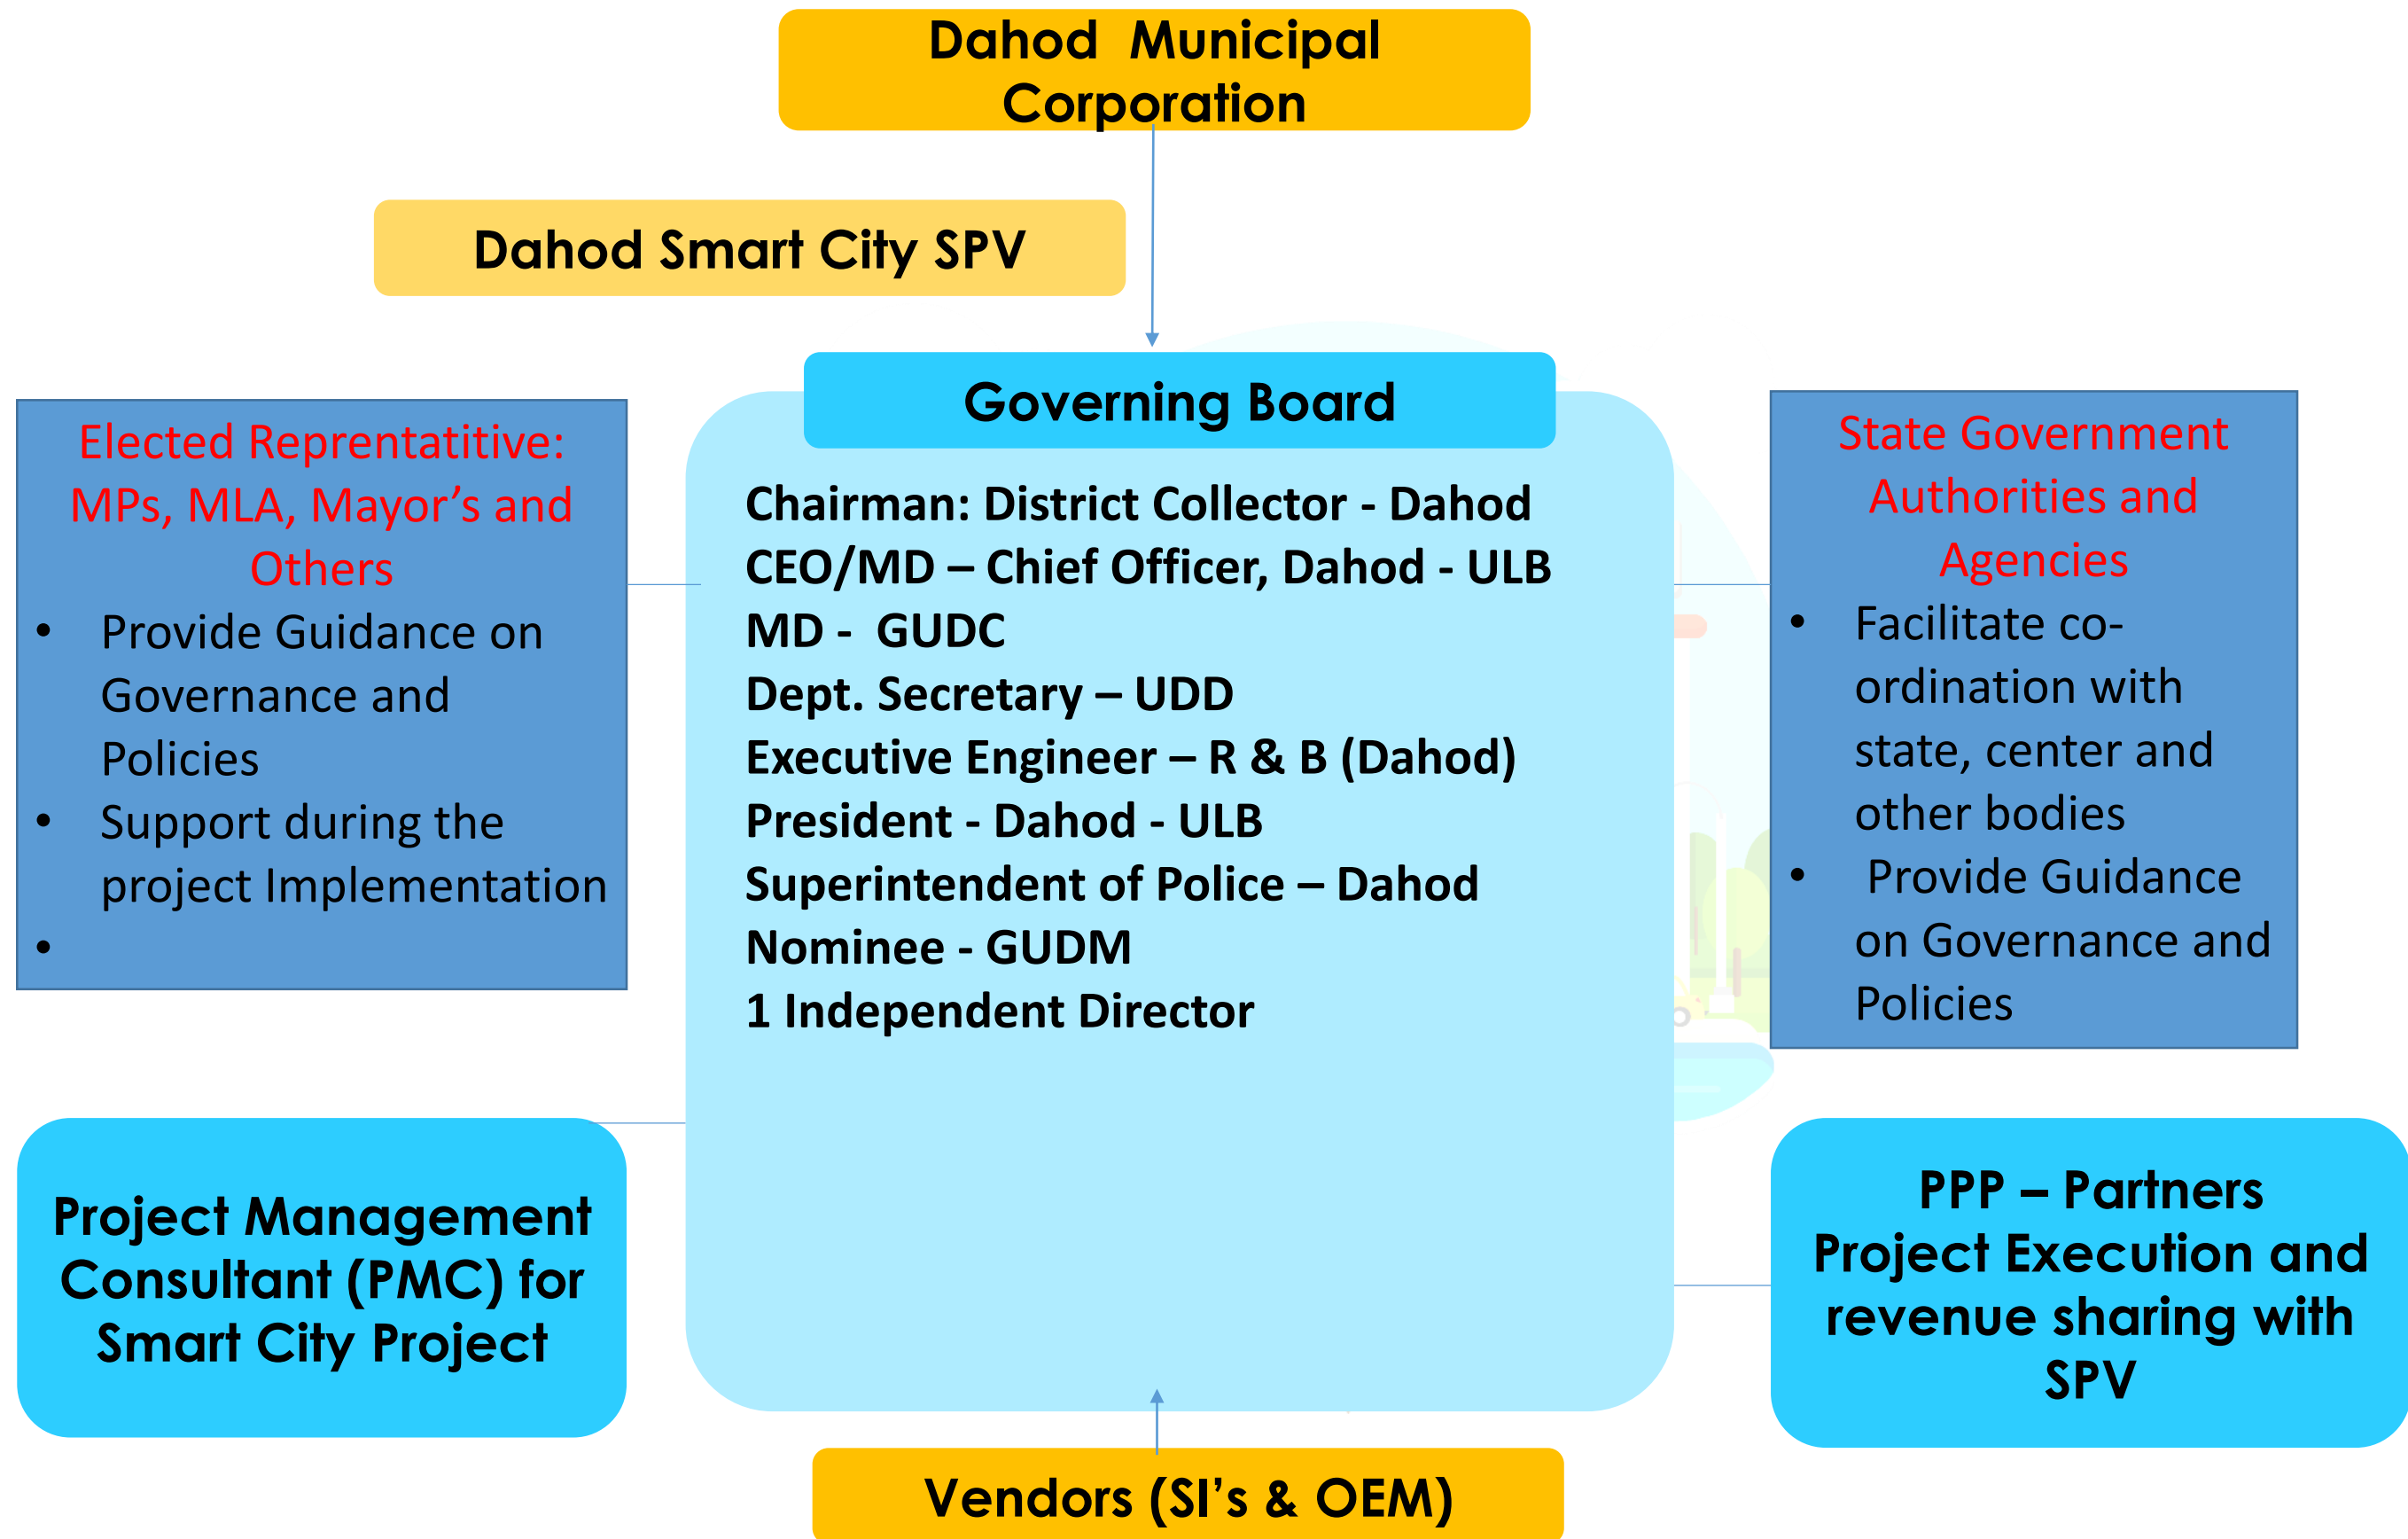 Dahod Municipal
Corporation
Dahod Smart City SPV
Governing Board
Elected Reprentatitive:
MPs, MLA, Mayor’s and
Others
• Provide Guidance on
Governance and
Policies
• Support during the
project Implementation
•
Chairman: District Collector - Dahod
CEO/MD – Chief Officer, Dahod - ULB
MD - GUDC
Dept. Secretary – UDD
Executive Engineer – R & B (Dahod)
President - Dahod - ULB
Superintendent of Police – Dahod
Nominee - GUDM
1 Independent Director
State Government
Authorities and
Agencies
• Facilitate co-
ordination with
state, center and
other bodies
• Provide Guidance
on Governance and
Policies
Project Management
Consultant (PMC) for
Smart City Project
PPP – Partners
Project Execution and
revenue sharing with
SPV
Vendors (SI’s & OEM)